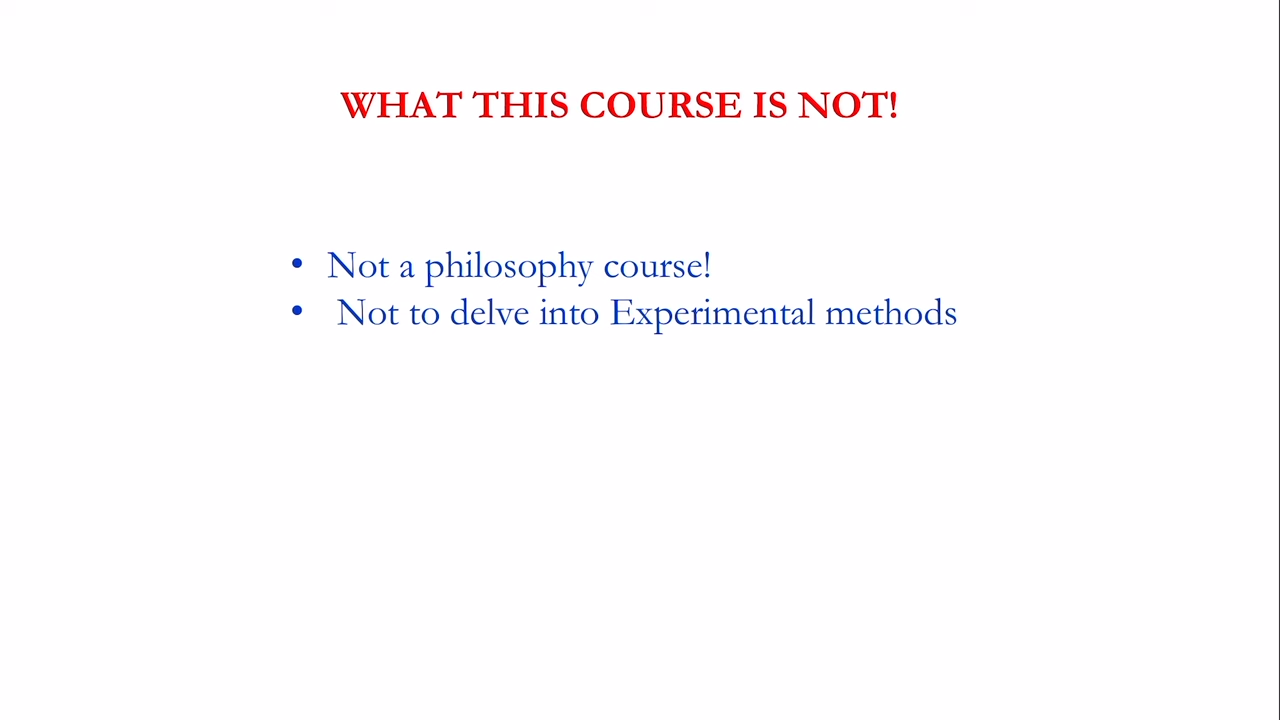 WHAT THIS COURSE IS NOT!
• Not a philosophy course!
• Not to delve into Experimental methods